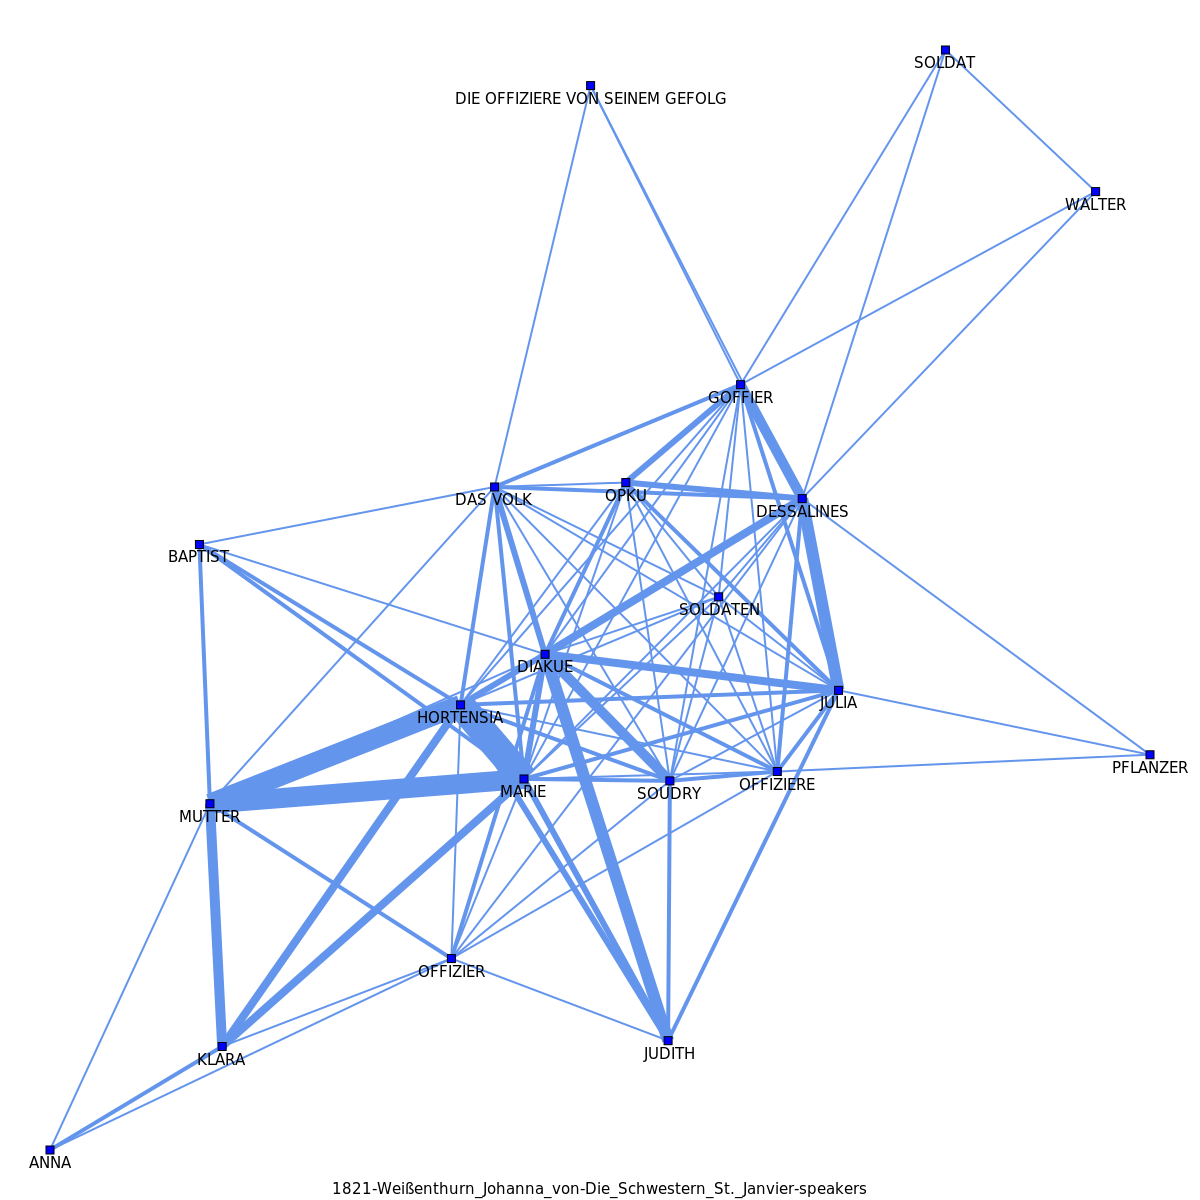 SOLDAT
DIE OFFIZIERE VON SEINEM GEFOLG
WALTER
GOFFIER
DAS VOLK
OPKU
DESSALINES
BAPTIST
SOLDATEN
DIAKUE
HORTENSIA
JULIA
PFLANZER
MARIE
SOUDRY
OFFIZIERE
MUTTER
OFFIZIER
KLARA
JUDITH
ANNA
1821-Weißenthurn_Johanna_von-Die_Schwestern_St._Janvier-speakers